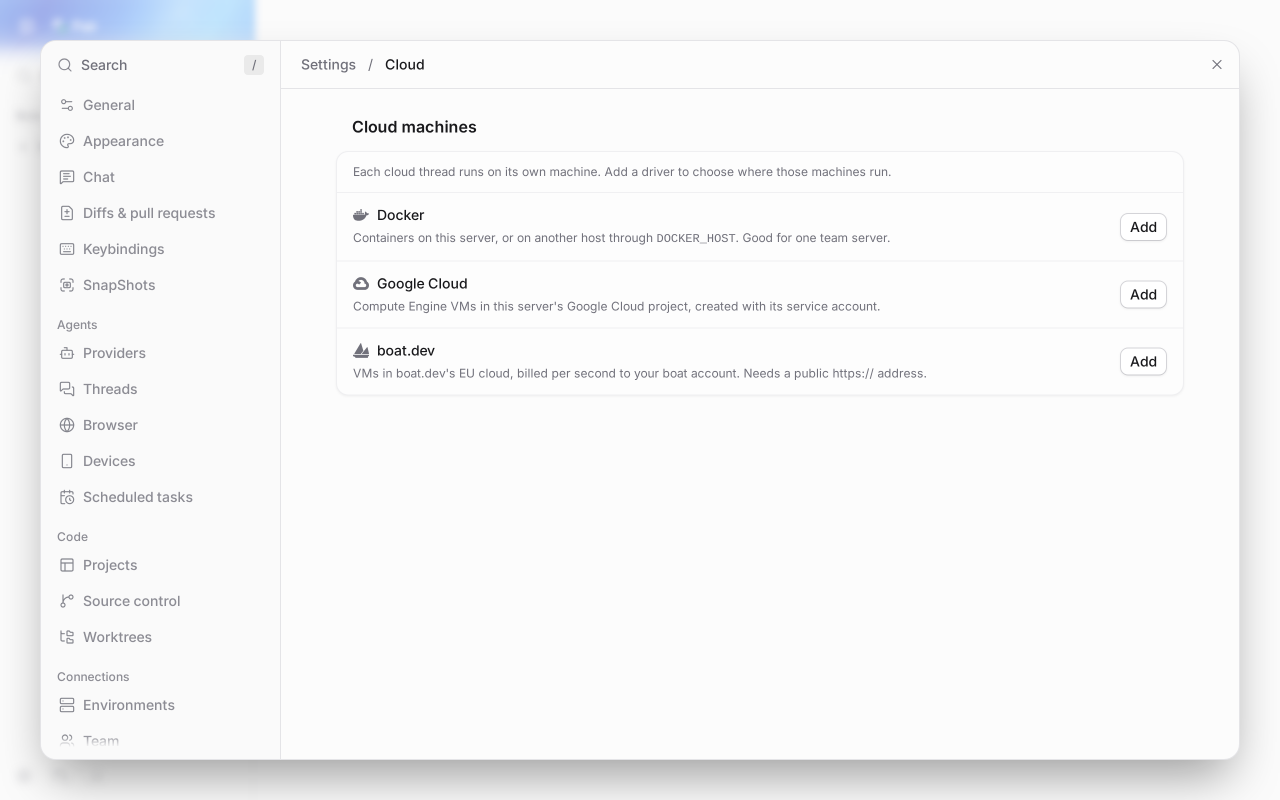 Search /
General
Appearance
Chat
Diffs & pull requests
Keybindings
SnapShots
Agents
Providers
Threads
Browser
Devices
Scheduled tasks
Code
Projects
Source control
Worktrees
Connections
Environments
Team
Settings / Cloud
Cloud machines
Each cloud thread runs on its own machine. Add a driver to choose where those machines run.
Docker
Containers on this server, or on another host through DOCKER_HOST. Good for one team server.
Add
Google Cloud
Compute Engine VMs in this server's Google Cloud project, created with its service account.
Add
boat.dev
VMs in boat.dev's EU cloud, billed per second to your boat account. Needs a public https:// address.
Add